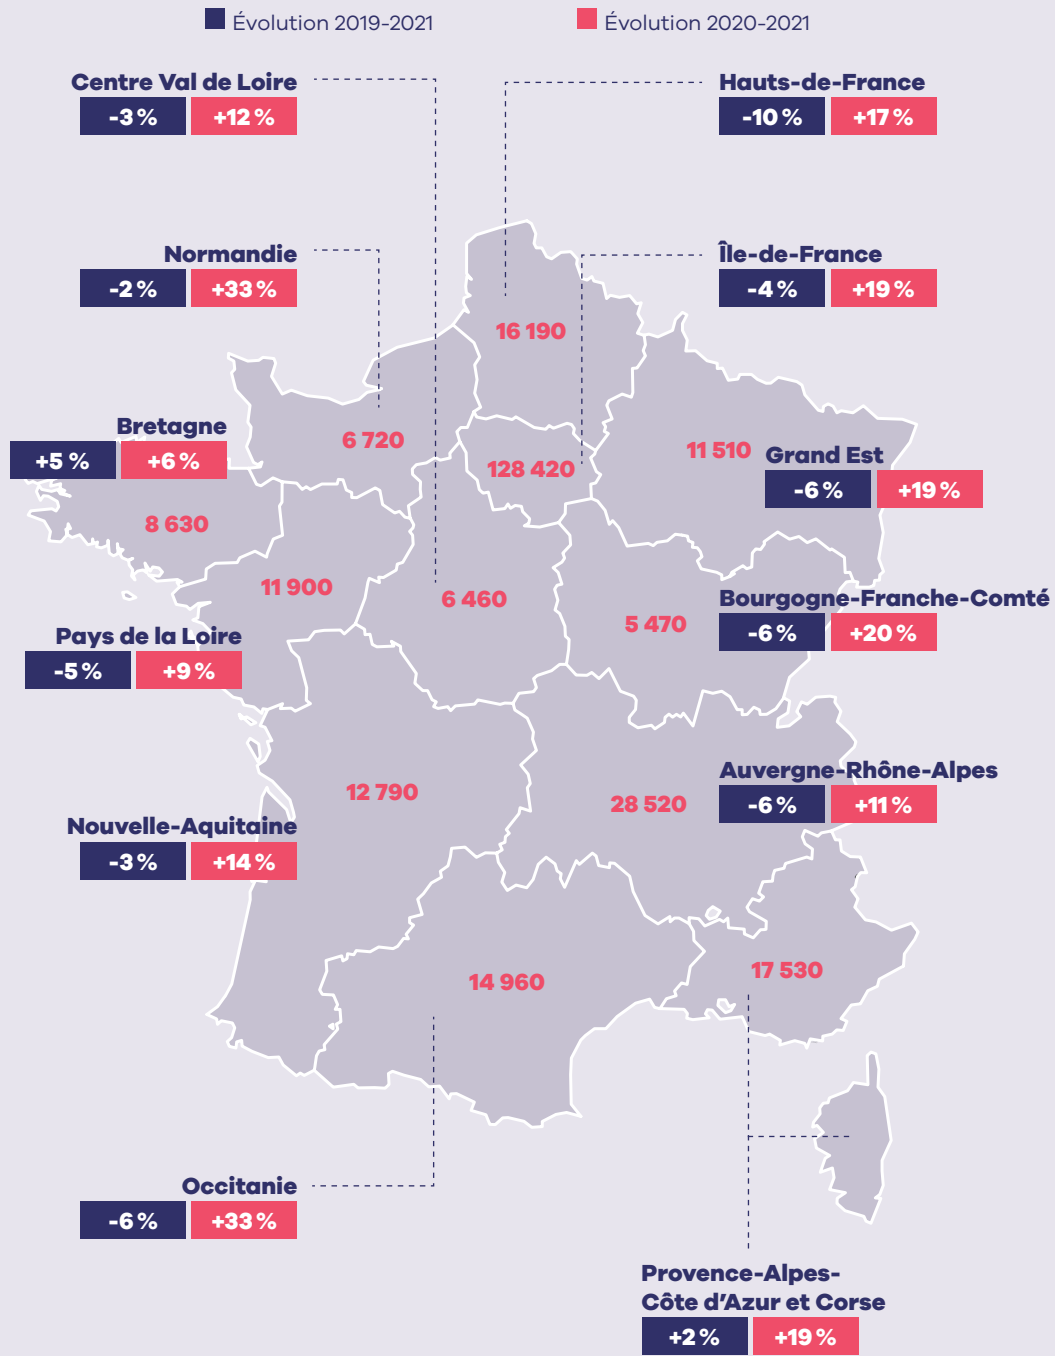 Évolution 2019-2021
Évolution 2020-2021
Centre Val de Loire
-3 %
+12 %
Hauts-de-France
-10 %
+17 %
Normandie
-2 %
+33 %
Île-de-France
-4 %
+19 %
16 190
6 720
Bretagne
+5 %
+6 %
8 630
128 420
11 510
Grand Est
-6 %
+19 %
11 900
6 460
5 470
Bourgogne-Franche-Comté
-6 %
+20 %
Pays de la Loire
-5 %
+9 %
12 790
28 520
Auvergne-Rhône-Alpes
-6 %
+11 %
Nouvelle-Aquitaine
-3 %
+14 %
14 960
17 530
Occitanie
-6 %
+33 %
Provence-Alpes-
Côte d'Azur et Corse
+2 %
+19 %